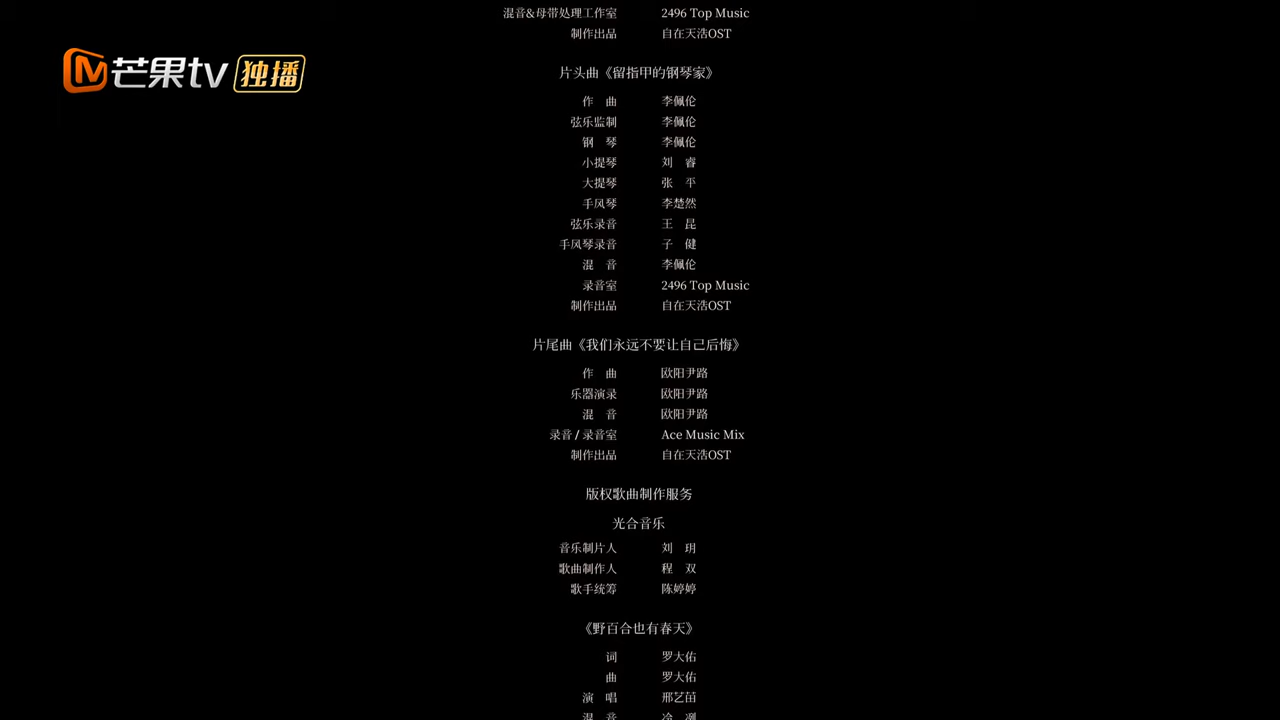 混音&母带处理工作室 2496 Top Music
制作出品 自在天浩OST
芒果tv 独播
片头曲《留指甲的钢琴家》
作 曲 李佩伦
弦乐监制 李佩伦
钢 琴 李佩伦
小提琴 刘 睿
大提琴 张 平
手风琴 李楚然
弦乐录音 王 昆
手风琴录音 子 健
混 音 李佩伦
录音室 2496 Top Music
制作出品 自在天浩OST
片尾曲《我们永远不要让自己后悔》
作 曲 欧阳尹路
乐器演录 欧阳尹路
混 音 欧阳尹路
录音 / 录音室 Ace Music Mix
制作出品 自在天浩OST
版权歌曲制作服务
光合音乐
音乐制片人 刘 玥
歌曲制作人 程 双
歌手统筹 陈婷婷
《野百合也有春天》
词 罗大佑
曲 罗大佑
演 唱 邢艺苗
混 音